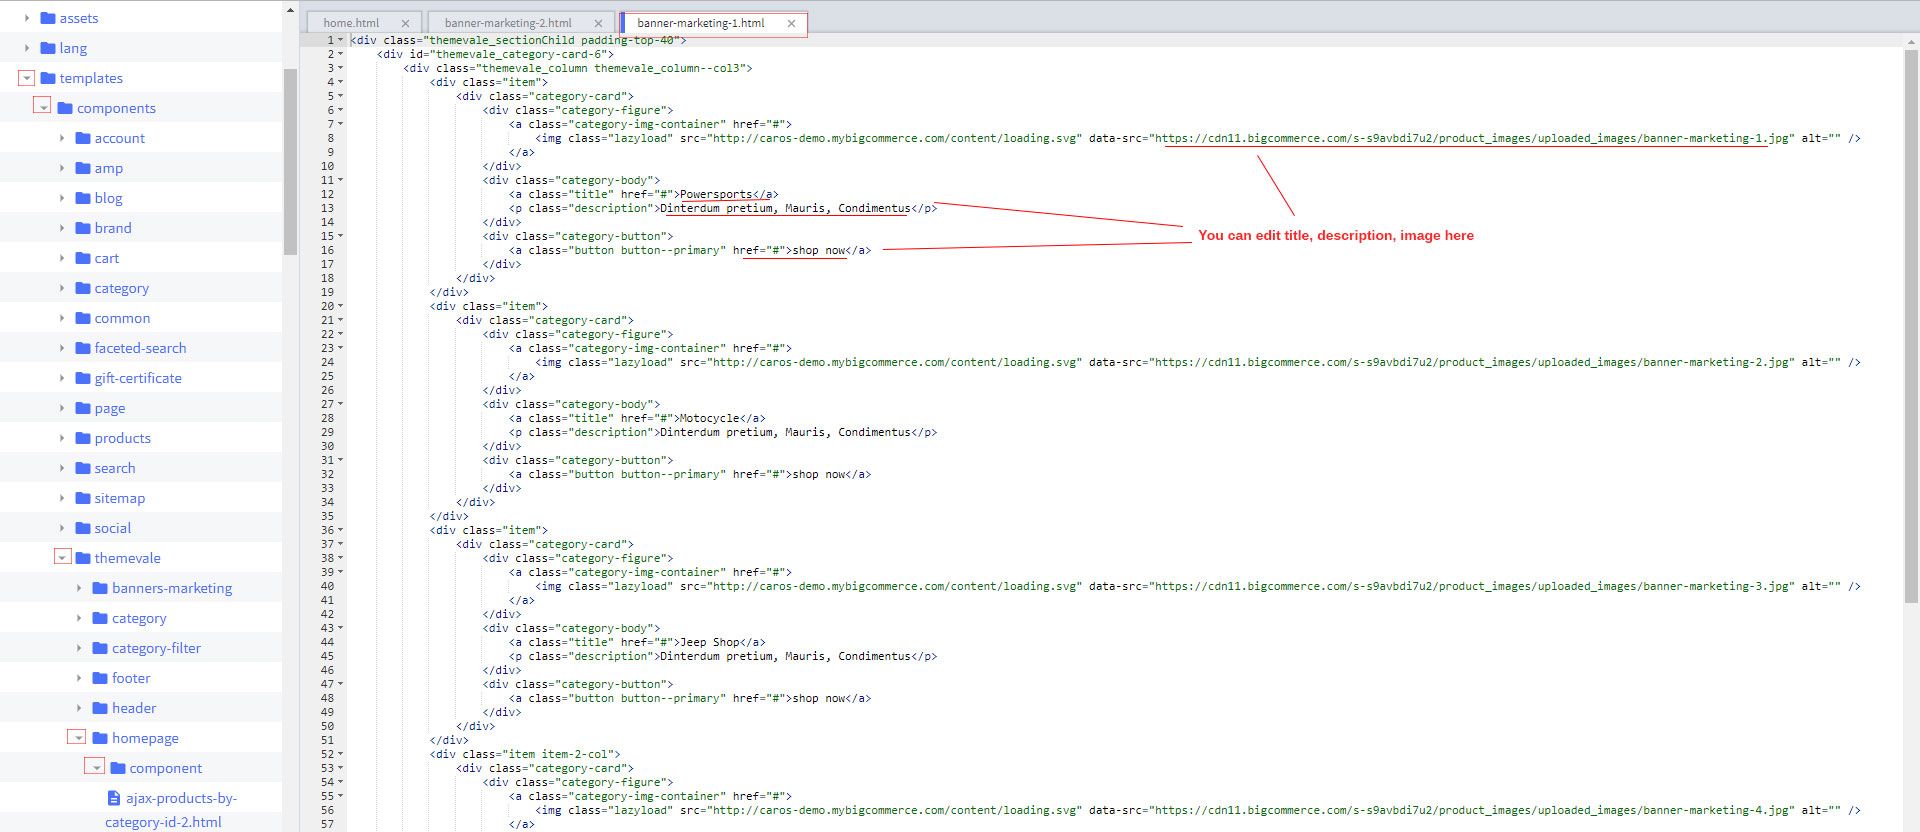 assets
lang
templates
components
account
amp
blog
brand
cart
category
common
faceted-search
gift-certificate
page
products
search
sitemap
social
themevale
banners-marketing
category
category-filter
footer
header
homepage
component
ajax-products-by-
category-id-2.html
home.html
banner-marketing-2.html
banner-marketing-1.html
1 <div class="themevale_sectionChild padding-top-40">
2 <div id="themevale_category-card-6">
3 <div class="themevale_column themevale_column--col3">
4 <div class="item">
5 <div class="category-card">
6 <div class="category-figure">
7 <a class="category-img-container" href="#">
8 <img class="lazyload" src="http://caros-demo.mybigcommerce.com/content/loading.svg" data-src="https://cdn11.bigcommerce.com/s-s9avbdi7u2/product_images/uploaded_images/banner-marketing-1.jpg" alt="" />
9 </a>
10 </div>
11 <div class="category-body">
12 <a class="title" href="#">Powersports</a>
13 <p class="description">Dinterdum pretium, Mauris, Condimentus</p>
14 </div>
15 <div class="category-button">
16 <a class="button button--primary" href="#">shop now</a>
17 </div>
18 </div>
19 </div>
20 <div class="item">
21 <div class="category-card">
22 <div class="category-figure">
23 <a class="category-img-container" href="#">
24 <img class="lazyload" src="http://caros-demo.mybigcommerce.com/content/loading.svg" data-src="https://cdn11.bigcommerce.com/s-s9avbdi7u2/product_images/uploaded_images/banner-marketing-2.jpg" alt="" />
25 </a>
26 </div>
27 <div class="category-body">
28 <a class="title" href="#">Motocycle</a>
29 <p class="description">Dinterdum pretium, Mauris, Condimentus</p>
30 </div>
31 <div class="category-button">
32 <a class="button button--primary" href="#">shop now</a>
33 </div>
34 </div>
35 </div>
36 <div class="item">
37 <div class="category-card">
38 <div class="category-figure">
39 <a class="category-img-container" href="#">
40 <img class="lazyload" src="http://caros-demo.mybigcommerce.com/content/loading.svg" data-src="https://cdn11.bigcommerce.com/s-s9avbdi7u2/product_images/uploaded_images/banner-marketing-3.jpg" alt="" />
41 </a>
42 </div>
43 <div class="category-body">
44 <a class="title" href="#">Jeep Shop</a>
45 <p class="description">Dinterdum pretium, Mauris, Condimentus</p>
46 </div>
47 <div class="category-button">
48 <a class="button button--primary" href="#">shop now</a>
49 </div>
50 </div>
51 </div>
52 <div class="item item-2-col">
53 <div class="category-card">
54 <div class="category-figure">
55 <a class="category-img-container" href="#">
56 <img class="lazyload" src="http://caros-demo.mybigcommerce.com/content/loading.svg" data-src="https://cdn11.bigcommerce.com/s-s9avbdi7u2/product_images/uploaded_images/banner-marketing-4.jpg" alt="" />
57 </a>
You can edit title, description, image here